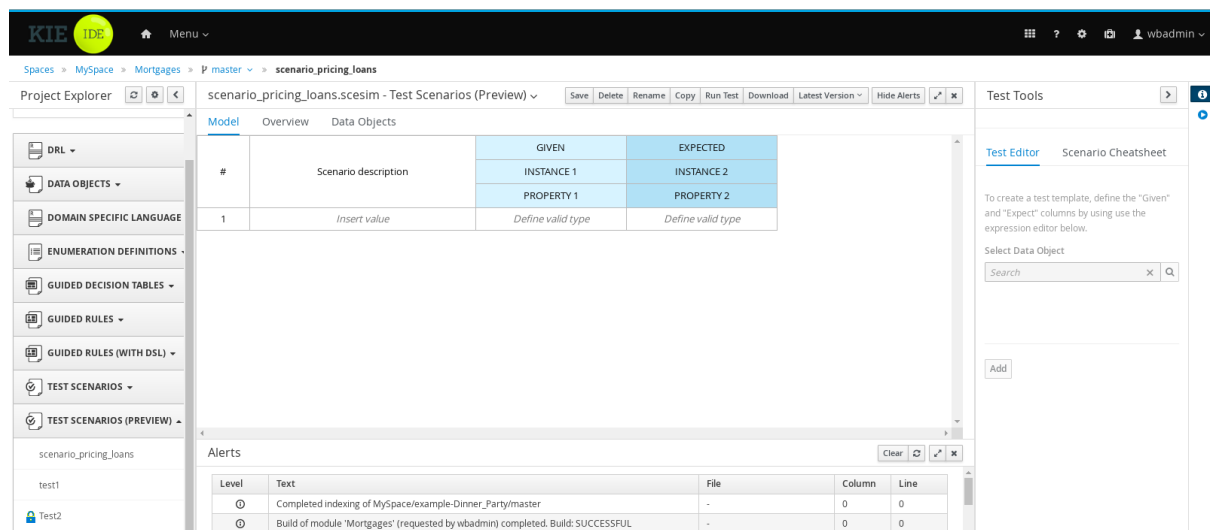 KIE IDE Menu ? wbadmin
Spaces » MySpace » Mortgages » master » scenario_pricing_loans
Project Explorer
DRL
DATA OBJECTS
DOMAIN SPECIFIC LANGUAGE
ENUMERATION DEFINITIONS
GUIDED DECISION TABLES
GUIDED RULES
GUIDED RULES (WITH DSL)
TEST SCENARIOS
TEST SCENARIOS (PREVIEW)
scenario_pricing_loans
test1
Test2
scenario_pricing_loans.scesim - Test Scenarios (Preview)
Save Delete Rename Copy Run Test Download Latest Version Hide Alerts
Model Overview Data Objects
# Scenario description GIVEN EXPECTED
INSTANCE 1 INSTANCE 2
PROPERTY 1 PROPERTY 2
1 Insert value Define valid type Define valid type
Alerts Clear
Level Text File Column Line
Completed indexing of MySpace/example-Dinner_Party/master - 0 0
Build of module 'Mortgages' (requested by wbadmin) completed. Build: SUCCESSFUL - 0 0
Test Tools
Test Editor Scenario Cheatsheet
To create a test template, define the "Given"
and "Expect" columns by using use the
expression editor below.
Select Data Object
Search
Add